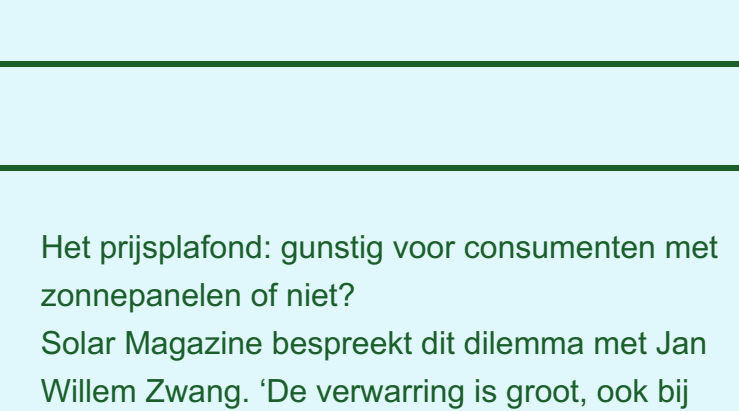 Het prijsplafond: gunstig voor consumenten met
zonnepanelen of niet?
Solar Magazine bespreekt dit dilemma met Jan
Willem Zwang. ‘De verwarring is groot, ook bij